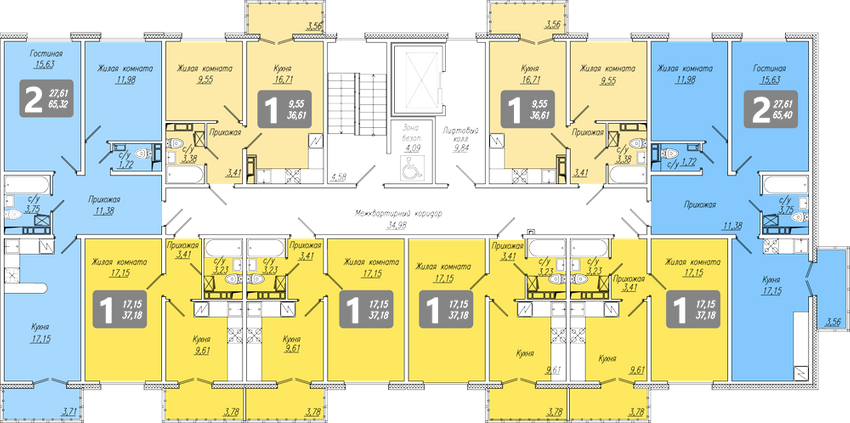 3,56
3,56
Гостиная
15,63
Жилая комната
11,98
Жилая комната
9,55
Кухня
16,71
Кухня
16,71
Жилая комната
9,55
Жилая комната
11,98
Гостиная
15,63
2 27,61
65,32
1 9,55
36,61
1 9,55
36,61
2 27,61
65,40
Зона
безоп.
4,09
Лифтовый
холл
9,84
Прихожая
3,41
Прихожая
3,41
с/у
1,72
с/у
3,38
с/у
3,38
с/у
1,72
4,58
с/у
3,75
Прихожая
11,38
Межквартирный коридор
34,98
Прихожая
11,38
с/у
3,75
Жилая комната
17,15
Прихожая
3,41
с/у
3,23
с/у
3,23
Прихожая
3,41
Жилая комната
17,15
Жилая комната
17,15
Прихожая
3,41
с/у
3,23
с/у
3,23
Прихожая
3,41
Жилая комната
17,15
Кухня
17,15
1 17,15
37,18
1 17,15
37,18
1 17,15
37,18
1 17,15
37,18
3,56
Кухня
17,15
Кухня
9,61
Кухня
9,61
Кухня
9,61
Кухня
9,61
3,71
3,78
3,78
3,78
3,78